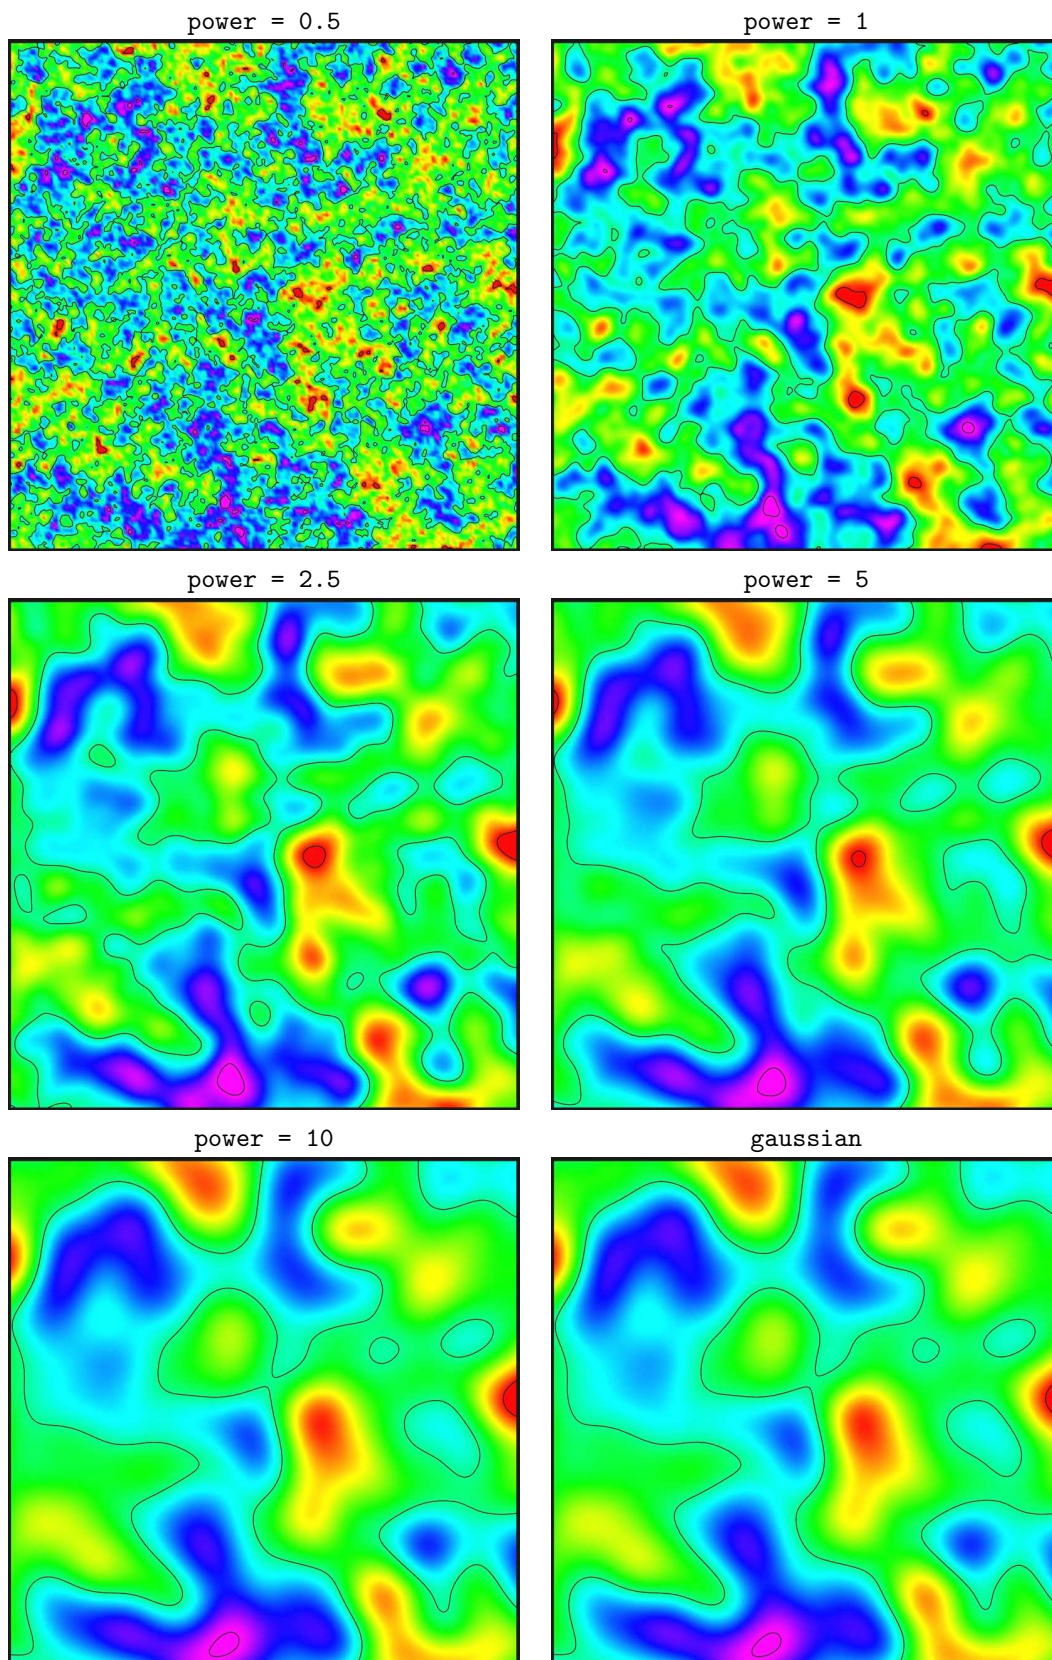 power = 0.5
power = 1
power = 2.5
power = 5
power = 10
gaussian